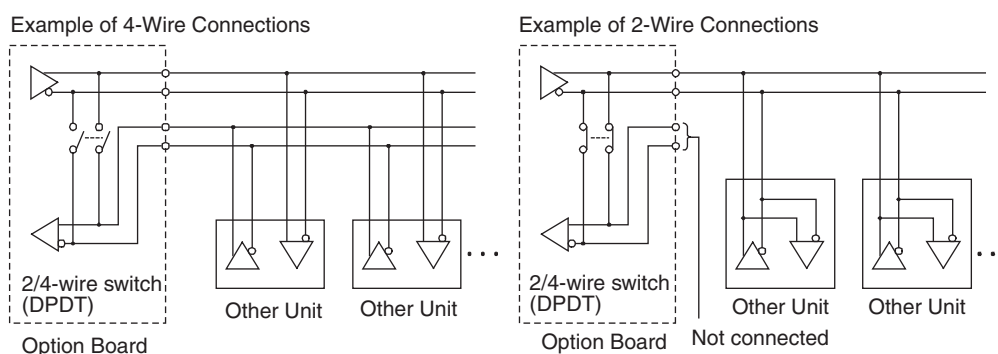 Example of 4-Wire Connections
2/4-wire switch
(DPDT)
Option Board
Other Unit
Other Unit
Example of 2-Wire Connections
2/4-wire switch
(DPDT)
Option Board
Not connected
Other Unit
Other Unit